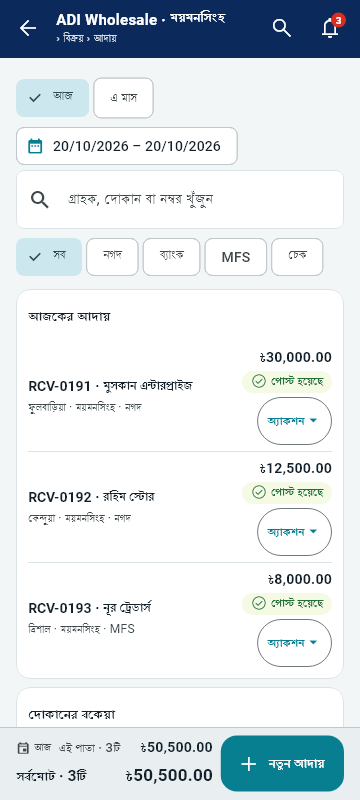 ADI Wholesale · ময়মনসিংহ
› বিক্রয় › আদায়
3
আজ
এ মাস
20/10/2026 – 20/10/2026
গ্রাহক, দোকান বা নম্বর খুঁজুন
সব
নগদ
ব্যাংক
MFS
চেক
আজকের আদায়
৳30,000.00
RCV-0191 · মুসকান এন্টারপ্রাইজ
পোস্ট হয়েছে
ফুলবাড়িয়া · ময়মনসিংহ · নগদ
অ্যাকশন
৳12,500.00
RCV-0192 · রহিম স্টোর
পোস্ট হয়েছে
কেন্দুয়া · ময়মনসিংহ · নগদ
অ্যাকশন
৳8,000.00
RCV-0193 · নূর ট্রেডার্স
পোস্ট হয়েছে
ত্রিশাল · ময়মনসিংহ · MFS
অ্যাকশন
দোকানের বকেয়া
আজ এই পাতা · 3টি ৳50,500.00
সর্বমোট · 3টি ৳50,500.00
নতুন আদায়